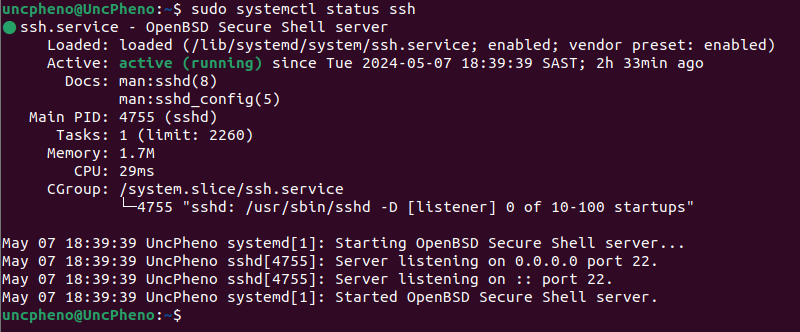 uncpheno@UncPheno:~$ sudo systemctl status ssh
● ssh.service - OpenBSD Secure Shell server
     Loaded: loaded (/lib/systemd/system/ssh.service; enabled; vendor preset: enabled)
     Active: active (running) since Tue 2024-05-07 18:39:39 SAST; 2h 33min ago
       Docs: man:sshd(8)
             man:sshd_config(5)
   Main PID: 4755 (sshd)
      Tasks: 1 (limit: 2260)
     Memory: 1.7M
        CPU: 29ms
     CGroup: /system.slice/ssh.service
             └─4755 "sshd: /usr/sbin/sshd -D [listener] 0 of 10-100 startups"
May 07 18:39:39 UncPheno systemd[1]: Starting OpenBSD Secure Shell server...
May 07 18:39:39 UncPheno sshd[4755]: Server listening on 0.0.0.0 port 22.
May 07 18:39:39 UncPheno sshd[4755]: Server listening on :: port 22.
May 07 18:39:39 UncPheno systemd[1]: Started OpenBSD Secure Shell server.
uncpheno@UncPheno:~$